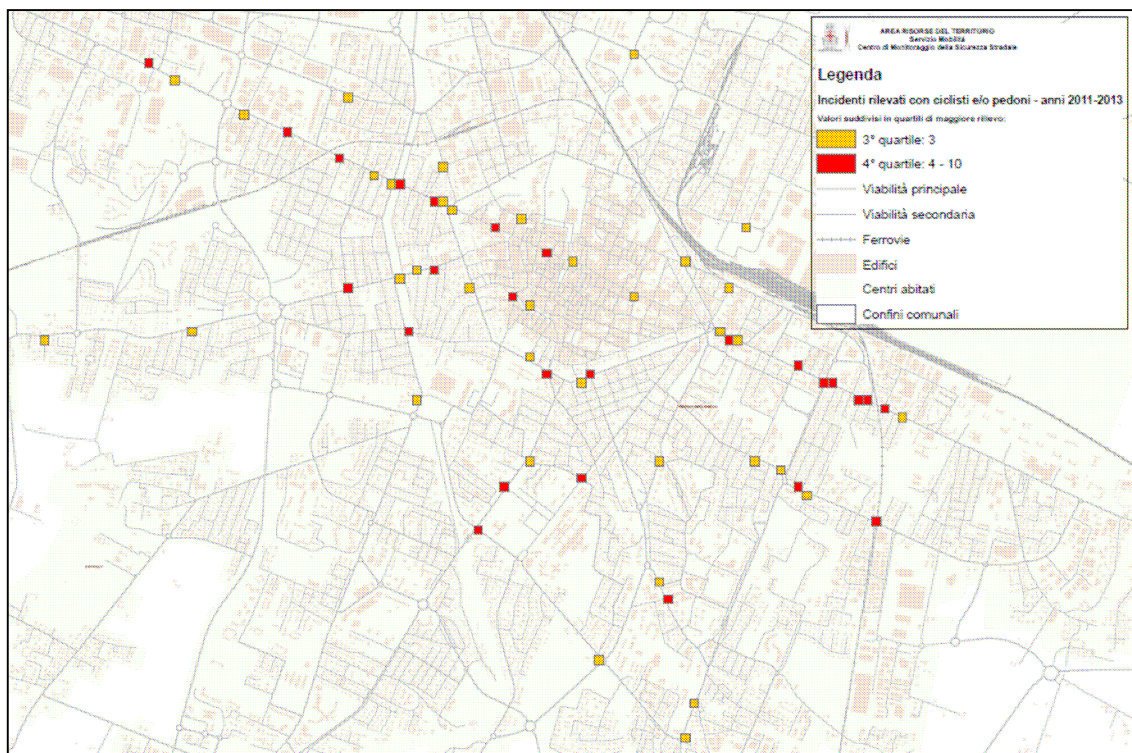 AREA RISORSE DEL TERRITORIO
Servizio Mobilità
Centro di Monitoraggio della Sicurezza Stradale
Legenda
Incidenti rilevati con ciclisti e/o pedoni - anni 2011-2013
Valori suddivisi in quartili di maggiore rilievo:
3° quartile: 3
4° quartile: 4 - 10
Viabilità principale
Viabilità secondaria
Ferrovie
Edifici
Centri abitati
Confini comunali